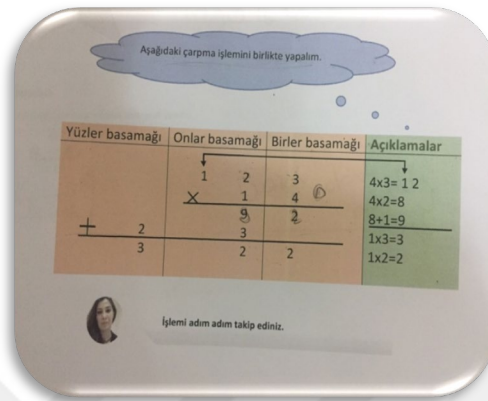 Aşağıdaki çarpma işlemini birlikte yapalım.
Yüzler basamağı Onlar basamağı Birler basamağı Açıklamalar
1 2 3 4x3= 1 2
X 1 4 4x2=8
9 2 8+1=9
+ 2 3 1x3=3
3 2 2 1x2=2
İşlemi adım adım takip ediniz.